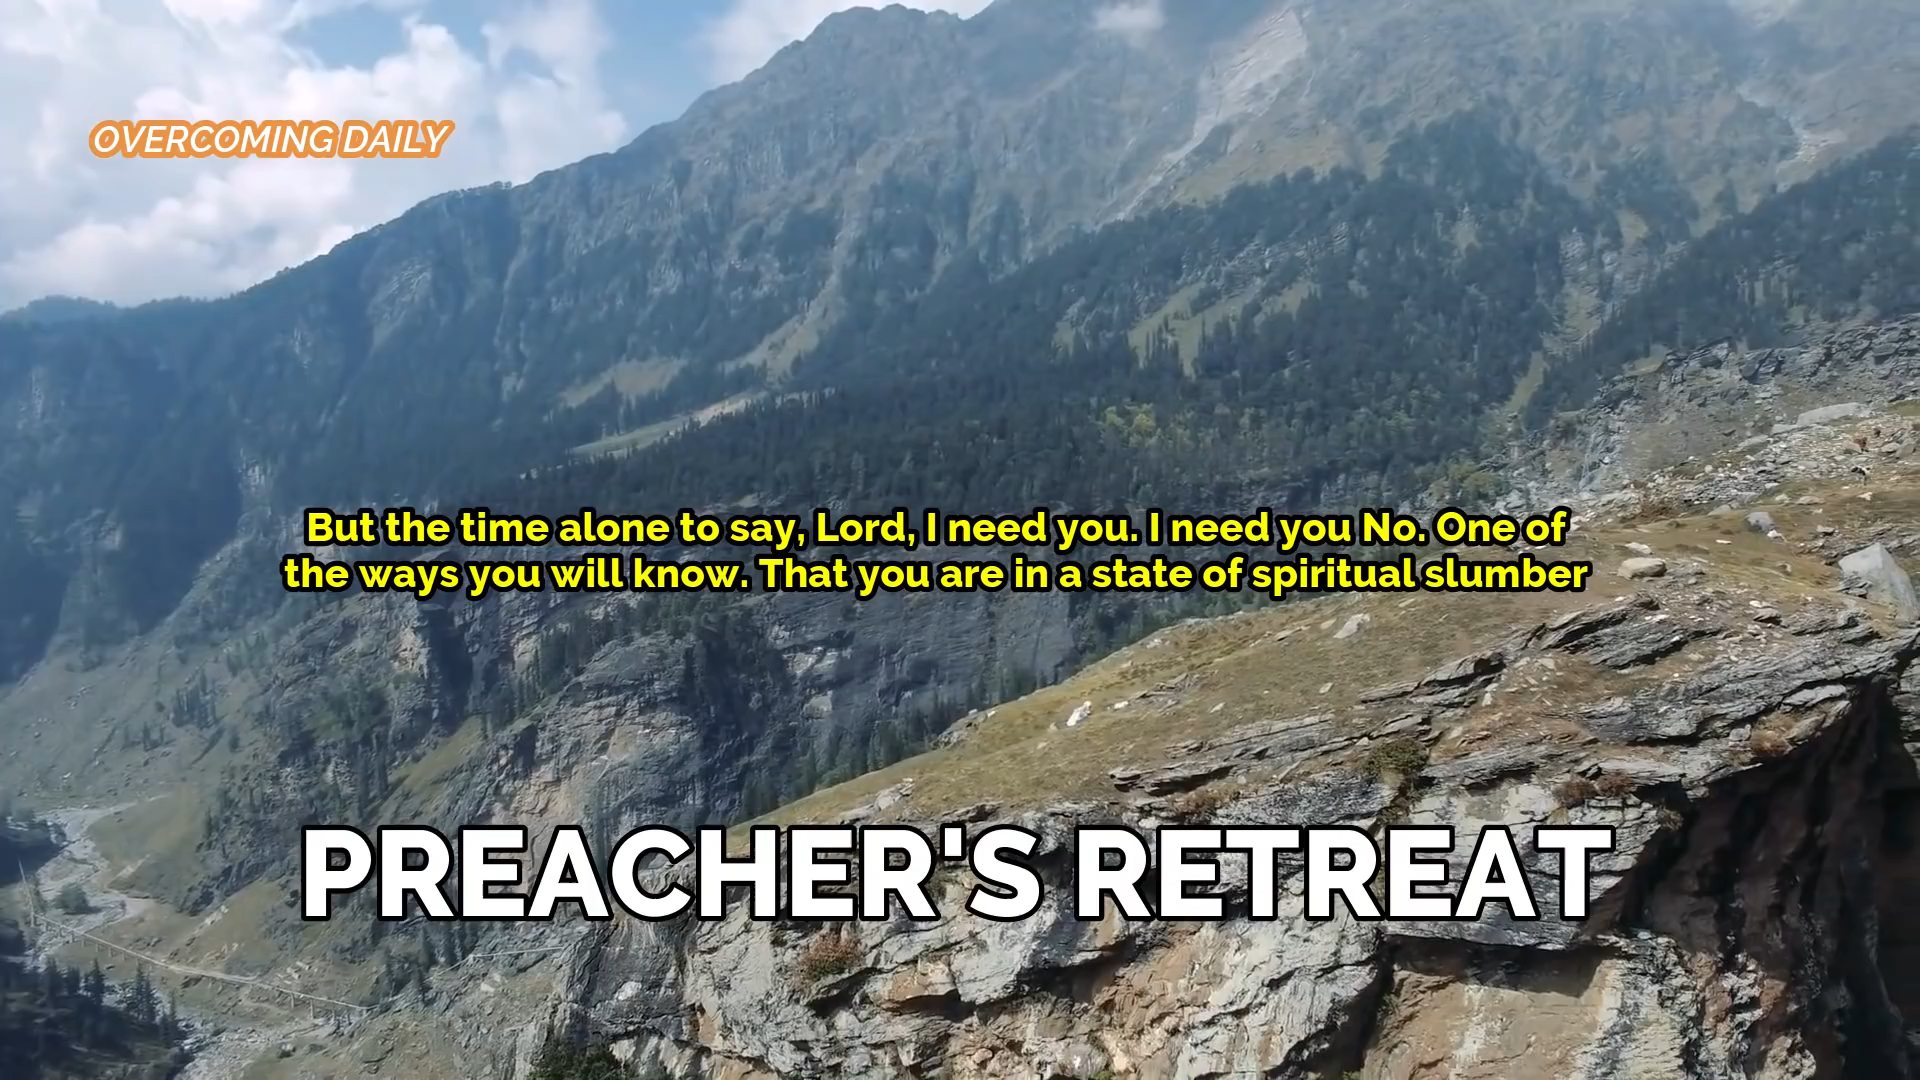 OVERCOMING DAILY
But the time alone to say, Lord, I need you. I need you No. One of
the ways you will know. That you are in a state of spiritual slumber
PREACHER'S RETREAT